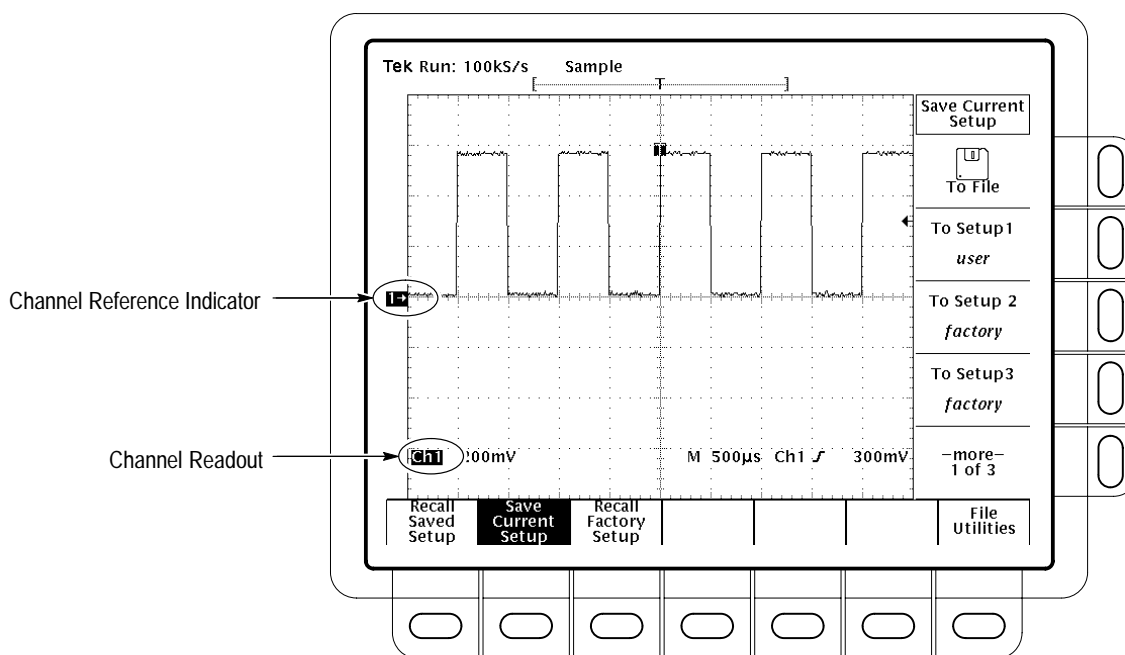 Tek Run: 100kS/s Sample
T
Save Current
Setup
To File
To Setup1
user
To Setup 2
factory
To Setup3
factory
-more-
1 of 3
Channel Reference Indicator
1→
Channel Readout
Ch1 M 500µs Ch1 300mV
Recall
Saved
Setup
Save
Current
Setup
Recall
Factory
Setup
File
Utilities